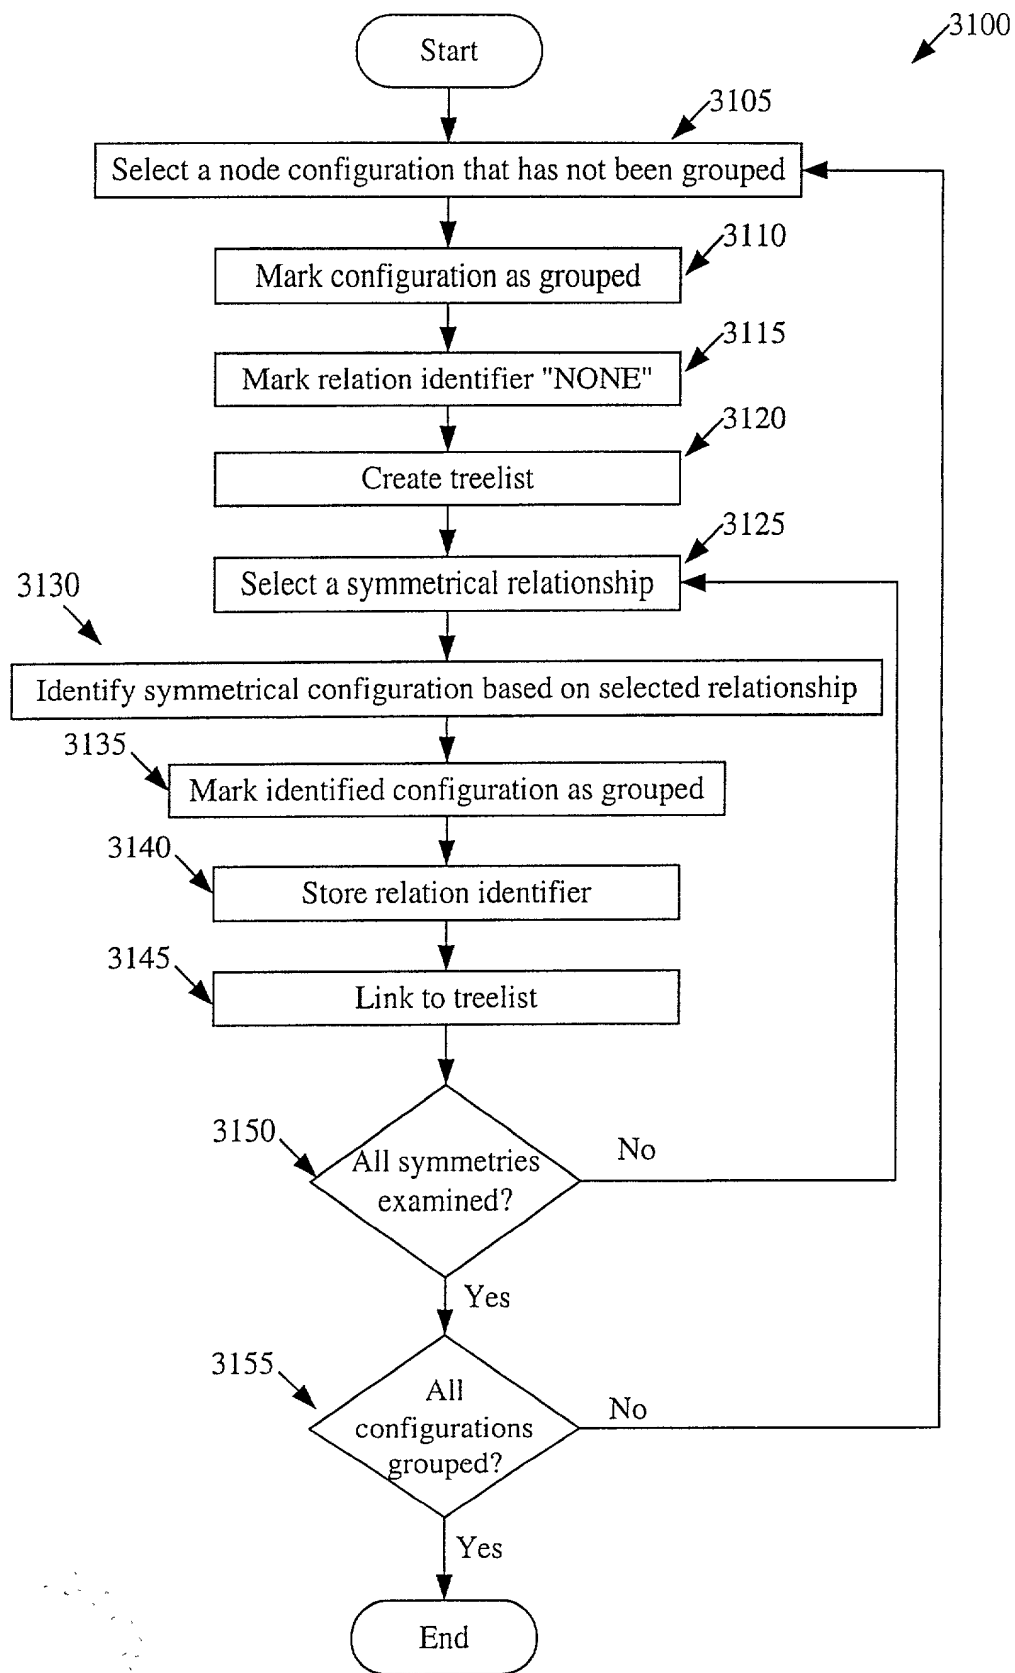 3100
Start
3105
Select a node configuration that has not been grouped
3110
Mark configuration as grouped
3115
Mark relation identifier "NONE"
3120
Create treelist
3125
Select a symmetrical relationship
3130
Identify symmetrical configuration based on selected relationship
3135
Mark identified configuration as grouped
3140
Store relation identifier
3145
Link to treelist
3150
All symmetries
examined?
No
Yes
3155
All
configurations
grouped?
No
Yes
End